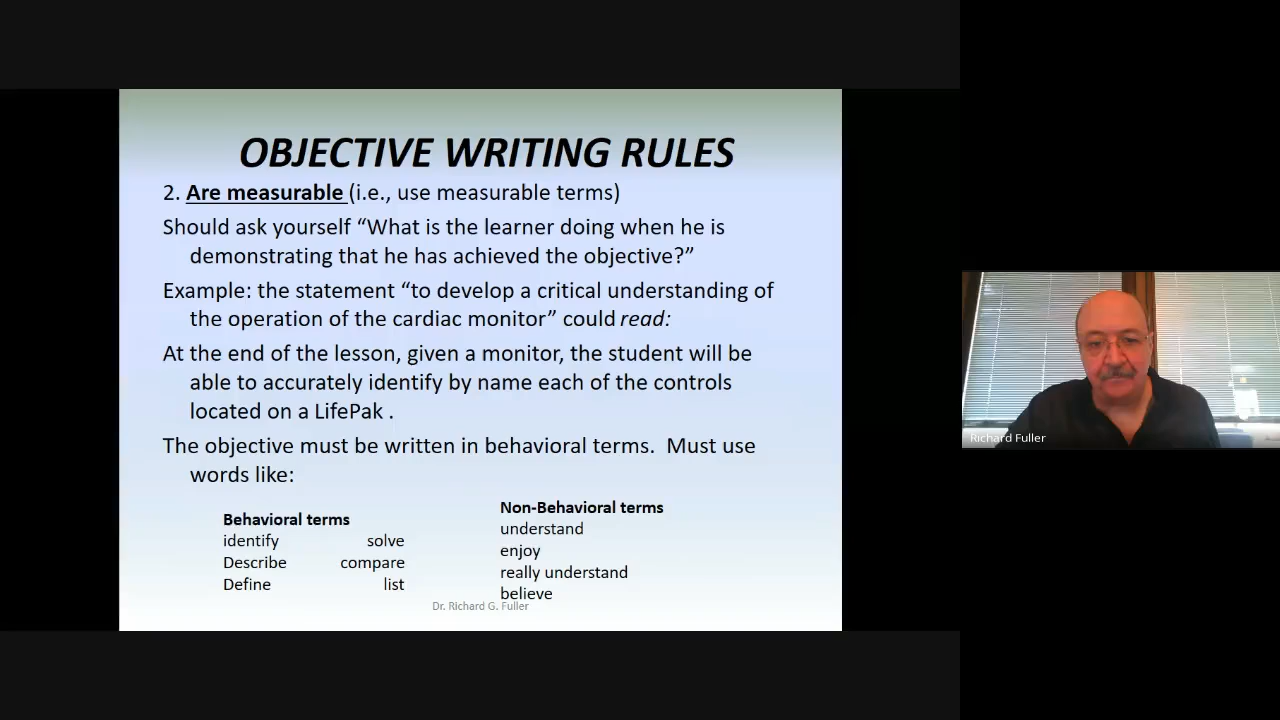 OBJECTIVE WRITING RULES
2. Are measurable (i.e., use measurable terms)
Should ask yourself “What is the learner doing when he is
demonstrating that he has achieved the objective?”
Example: the statement “to develop a critical understanding of
the operation of the cardiac monitor” could read:
At the end of the lesson, given a monitor, the student will be
able to accurately identify by name each of the controls
located on a LifePak .
The objective must be written in behavioral terms.  Must use
words like:
Behavioral terms
identify solve
Describe compare
Define list
Non-Behavioral terms
understand
enjoy
really understand
believe
Dr. Richard G. Fuller
Richard Fuller